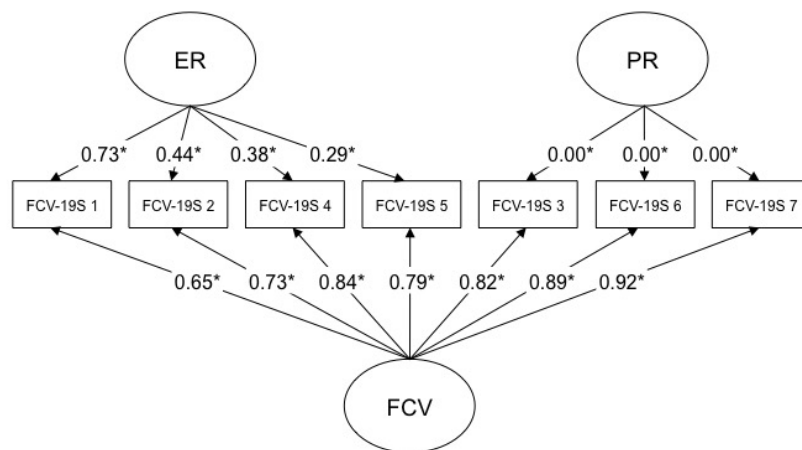 ER PR
0.73* 0.44* 0.38* 0.29* 0.00* 0.00* 0.00*
FCV-19S 1 FCV-19S 2 FCV-19S 4 FCV-19S 5 FCV-19S 3 FCV-19S 6 FCV-19S 7
0.65* 0.73* 0.84* 0.79* 0.82* 0.89* 0.92*
FCV